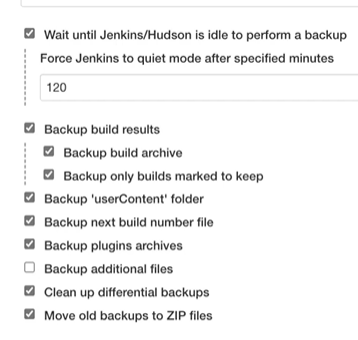 Wait until Jenkins/Hudson is idle to perform a backup
Force Jenkins to quiet mode after specified minutes
120
Backup build results
Backup build archive
Backup only builds marked to keep
Backup 'userContent' folder
Backup next build number file
Backup plugins archives
Backup additional files
Clean up differential backups
Move old backups to ZIP files